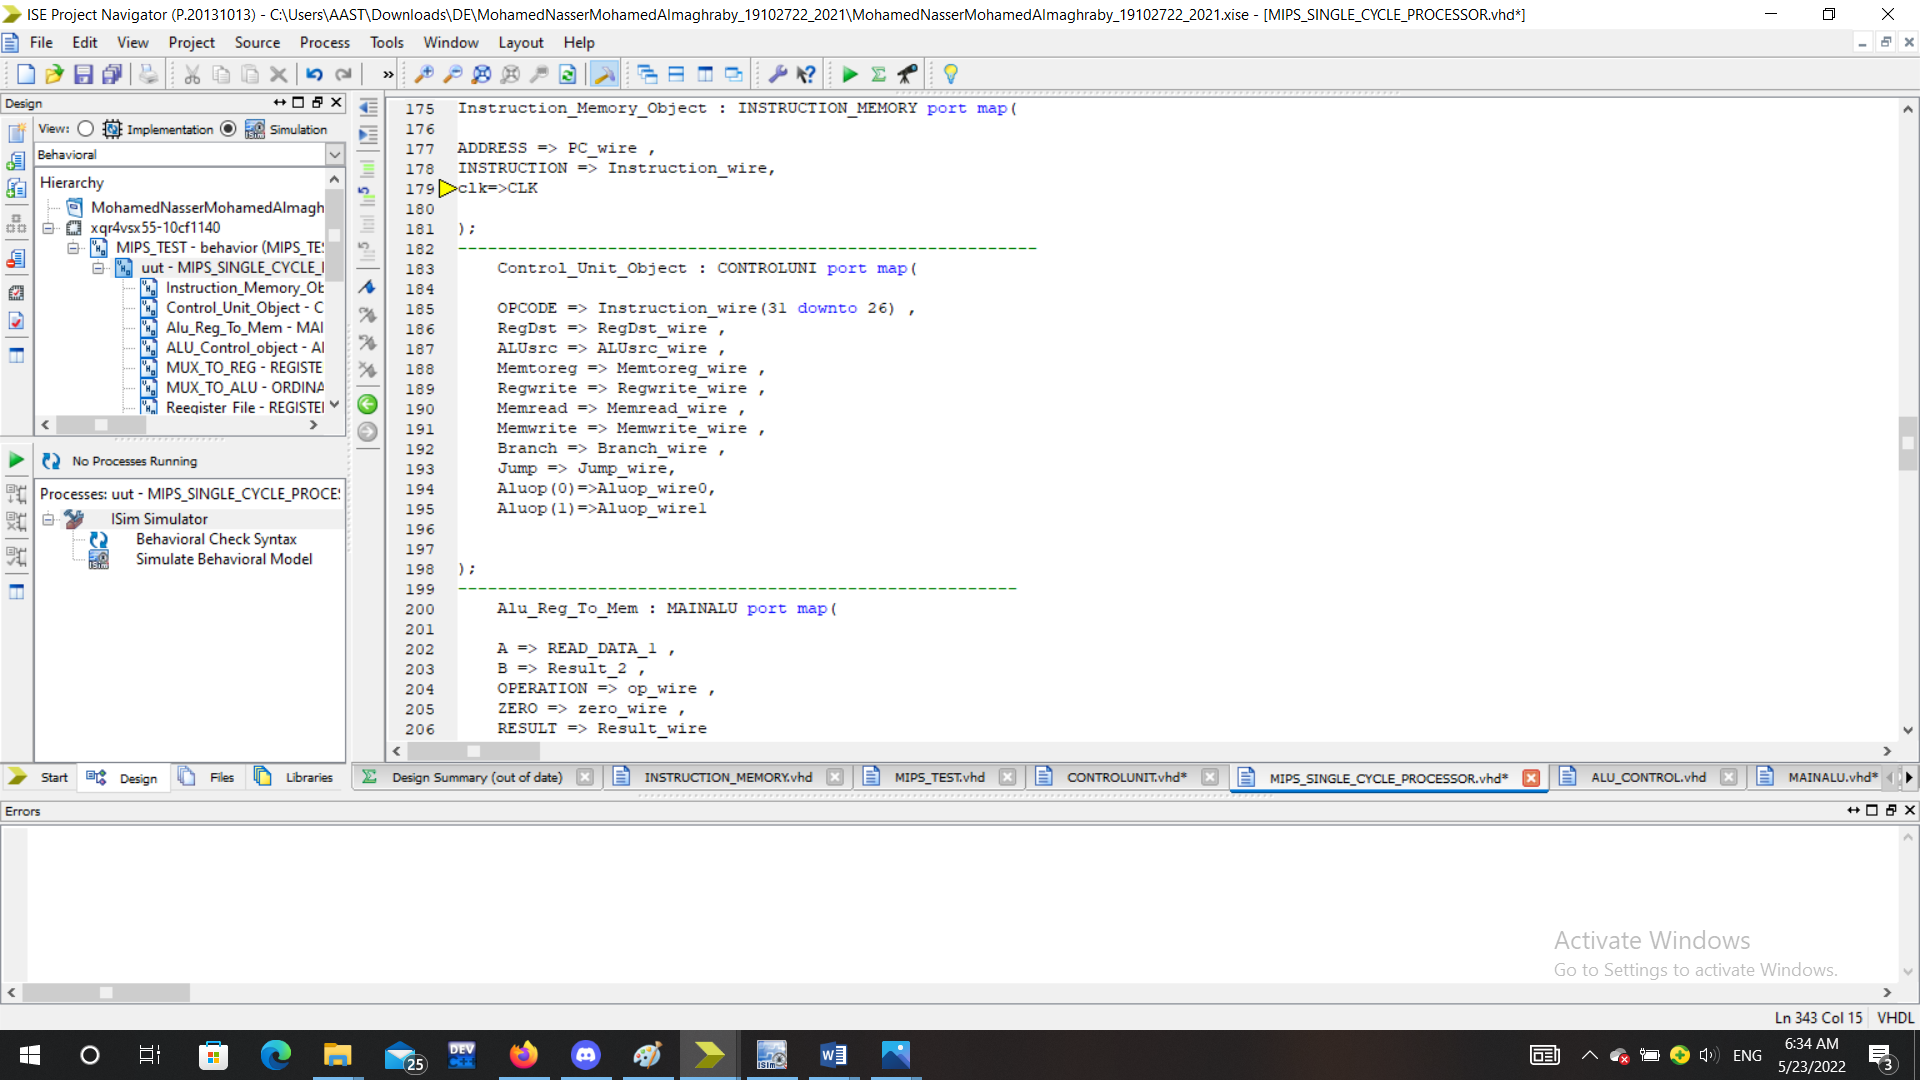 ISE Project Navigator (P.20131013) - C:\Users\AAST\Downloads\DE\MohamedNasserMohamedAlmaghraby_19102722_2021\MohamedNasserMohamedAlmaghraby_19102722_2021.xise - [MIPS_SINGLE_CYCLE_PROCESSOR.vhd*]
File Edit View Project Source Process Tools Window Layout Help
Design
View: Implementation Simulation
Behavioral
Hierarchy
MohamedNasserMohamedAlmagh
xqr4vsx55-10cf1140
MIPS_TEST - behavior (MIPS_TE
uut - MIPS_SINGLE_CYCLE_
Instruction_Memory_Ob
Control_Unit_Object - C
Alu_Reg_To_Mem - MAI
ALU_Control_object - Al
MUX_TO_REG - REGISTE
MUX_TO_ALU - ORDINA
Reegister File - REGISTE
No Processes Running
Processes: uut - MIPS_SINGLE_CYCLE_PROCE
ISim Simulator
Behavioral Check Syntax
Simulate Behavioral Model
Start Design Files Libraries
175 Instruction_Memory_Object : INSTRUCTION_MEMORY port map(
176
177 ADDRESS => PC_wire ,
178 INSTRUCTION => Instruction_wire,
179 clk=>CLK
180
181 );
182 ----------------------------------------------------------
183 Control_Unit_Object : CONTROLUNI port map(
184
185 OPCODE => Instruction_wire(31 downto 26) ,
186 RegDst => RegDst_wire ,
187 ALUsrc => ALUsrc_wire ,
188 Memtoreg => Memtoreg_wire ,
189 Regwrite => Regwrite_wire ,
190 Memread => Memread_wire ,
191 Memwrite => Memwrite_wire ,
192 Branch => Branch_wire ,
193 Jump => Jump_wire,
194 Aluop(0)=>Aluop_wire0,
195 Aluop(1)=>Aluop_wire1
196
197
198 );
199 --------------------------------------------------------
200 Alu_Reg_To_Mem : MAINALU port map(
201
202 A => READ_DATA_1 ,
203 B => Result_2 ,
204 OPERATION => op_wire ,
205 ZERO => zero_wire ,
206 RESULT => Result_wire
Design Summary (out of date) INSTRUCTION_MEMORY.vhd MIPS_TEST.vhd CONTROLUNIT.vhd* MIPS_SINGLE_CYCLE_PROCESSOR.vhd* ALU_CONTROL.vhd MAINALU.vhd*
Errors
Activate Windows
Go to Settings to activate Windows.
Ln 343 Col 15 VHDL
25
DEV
ISim
ENG
6:34 AM
5/23/2022
3